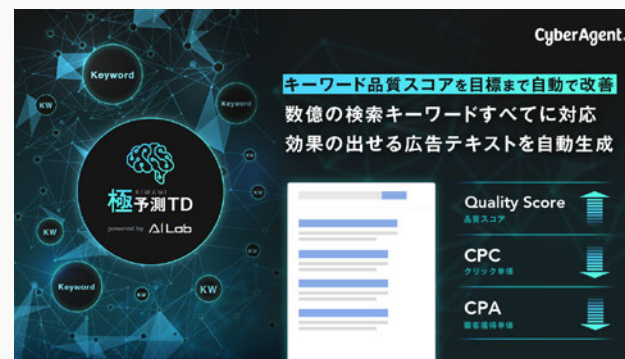 CyberAgent.
キーワード品質スコアを目標まで自動で改善
数億の検索キーワードすべてに対応
効果の出せる広告テキストを自動生成
Keyword
KW
Keyword
KW
KIWAMI
極予測TD
powered by AI Lab
KW
KW
KW
Keyword
KW
KW
Quality Score
品質スコア
CPC
クリック単価
CPA
顧客獲得単価